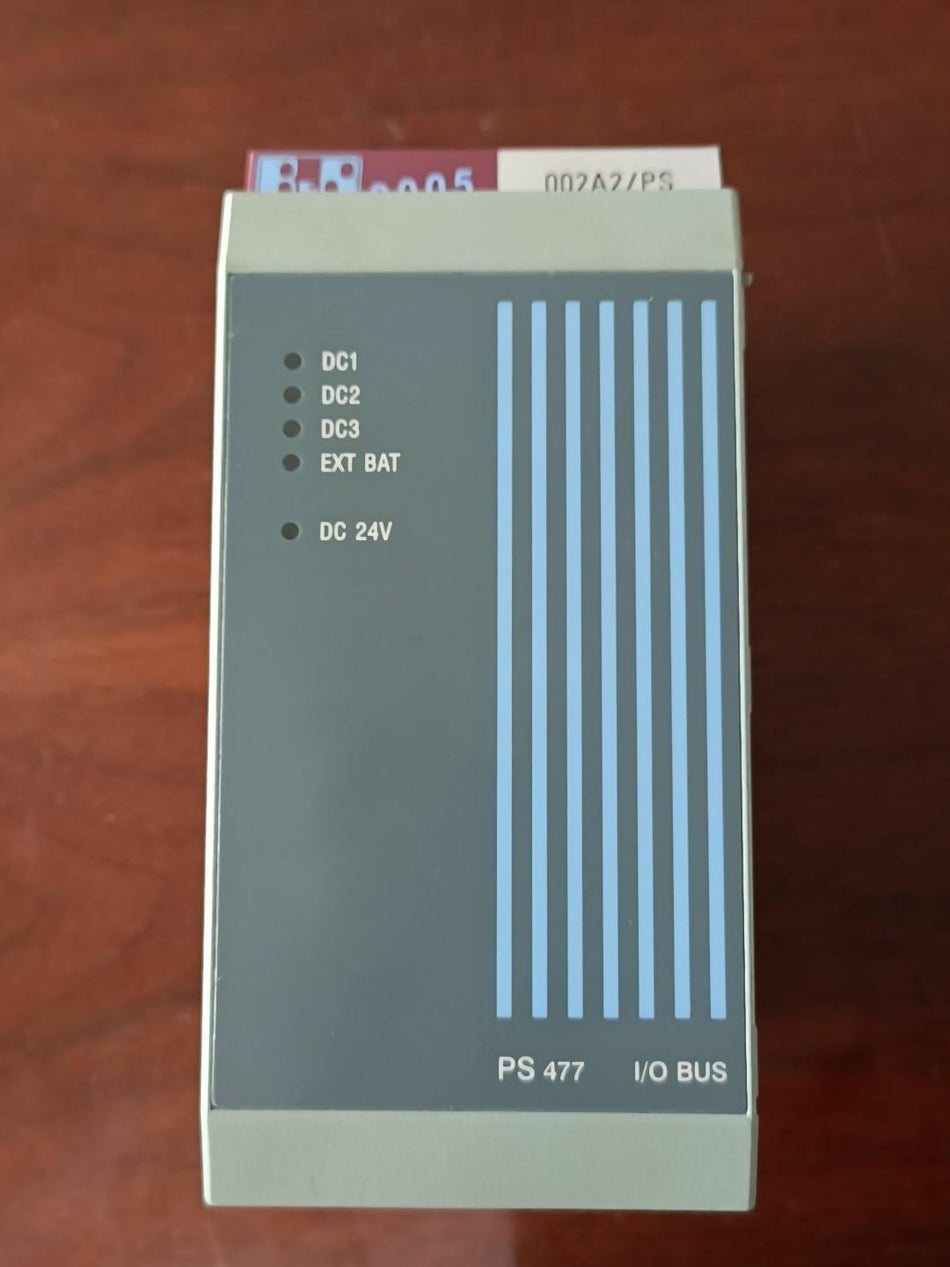 2005
002A2/PS
DC1
DC2
DC3
EXT BAT
DC 24V
PS 477 I/O BUS